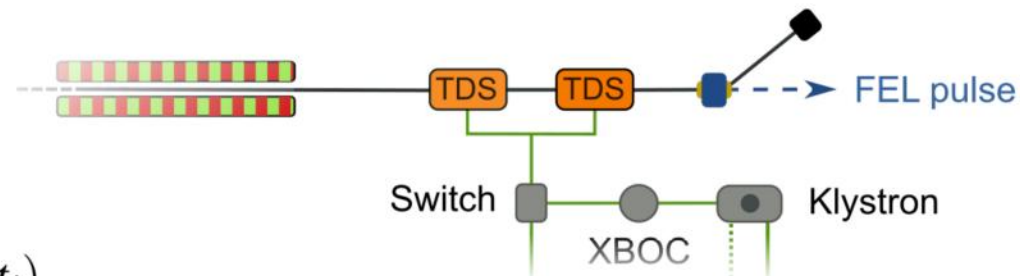 TDS TDS
FEL pulse
Switch
Klystron
XBOC